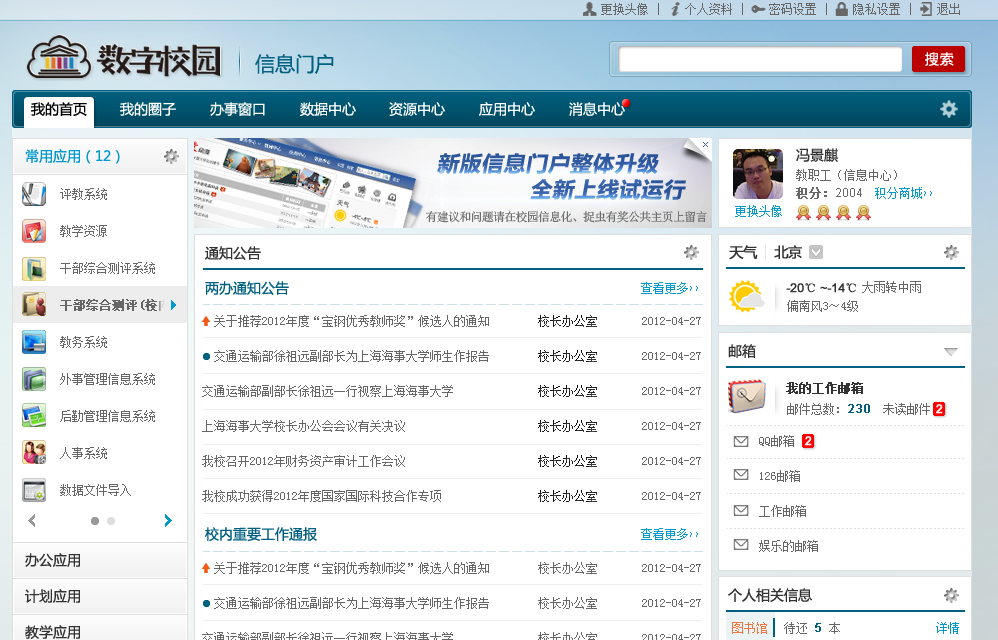 更换头像 | 个人资料 | 密码设置 | 隐私设置 | 退出
数字校园 信息门户
搜索
我的首页 我的圈子 办事窗口 数据中心 资源中心 应用中心 消息中心
常用应用（12）
评教系统
教学资源
干部综合测评系统
干部综合测评(校内
教务系统
外事管理信息系统
后勤管理信息系统
人事系统
数据文件导入
办公应用
计划应用
教学应用
新版信息门户整体升级
全新上线试运行
有建议和问题请在校园信息化、捉虫有奖公共主页上留言
通知公告
两办通知公告 查看更多››
关于推荐2012年度“宝钢优秀教师奖”候选人的通知 校长办公室 2012-04-27
交通运输部徐祖远副部长为上海海事大学师生作报告 校长办公室 2012-04-27
交通运输部副部长徐祖远一行视察上海海事大学 校长办公室 2012-04-27
上海海事大学校长办公会会议有关决议 校长办公室 2012-04-27
我校召开2012年财务资产审计工作会议 校长办公室 2012-04-27
我校成功获得2012年度国家国际科技合作专项 校长办公室 2012-04-27
校内重要工作通报 查看更多››
关于推荐2012年度“宝钢优秀教师奖”候选人的通知 校长办公室 2012-04-27
交通运输部徐祖远副部长为上海海事大学师生作报告 校长办公室 2012-04-27
交通运输部副部长徐祖远一行视察上海海事大学 校长办公室 2012-04-27
冯景麒
教职工（信息中心）
积分：2004 积分商城››
更换头像
天气 北京
-20℃ ~-14℃ 大雨转中雨
偏南风3～4级
邮箱
我的工作邮箱
邮件总数：230 未读邮件 2
QQ邮箱 2
126邮箱
工作邮箱
娱乐的邮箱
个人相关信息
图书馆 待还 5 本 详情